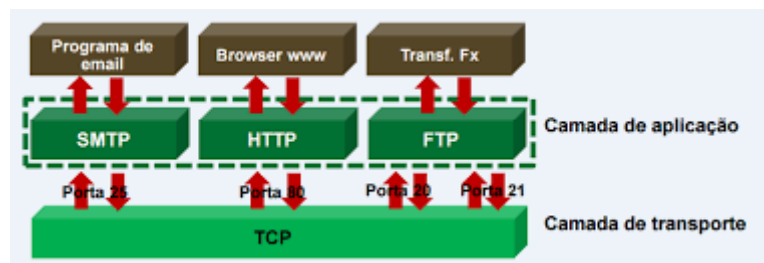 Programa de
email
Browser www
Transf. Fx
SMTP
HTTP
FTP
Camada de aplicação
Porta 25
Porta 80
Porta 20
Porta 21
TCP
Camada de transporte